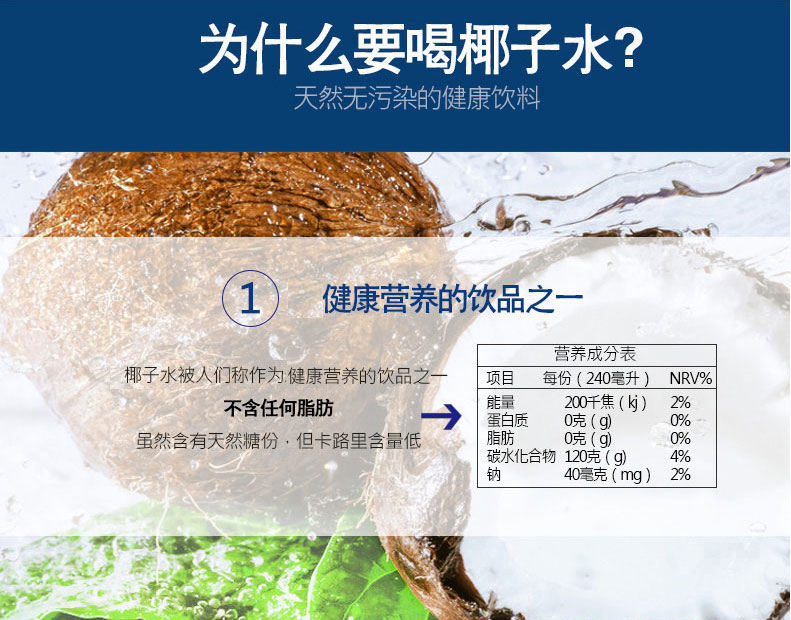 为什么要喝椰子水?
天然无污染的健康饮料
1 健康营养的饮品之一
椰子水被人们称作为健康营养的饮品之一
不含任何脂肪
虽然含有天然糖份,但卡路里含量低
营养成分表
项目 每份(240毫升) NRV%
能量 200千焦(kj) 2%
蛋白质 0克(g) 0%
脂肪 0克(g) 0%
碳水化合物 120克(g) 4%
钠 40毫克(mg) 2%